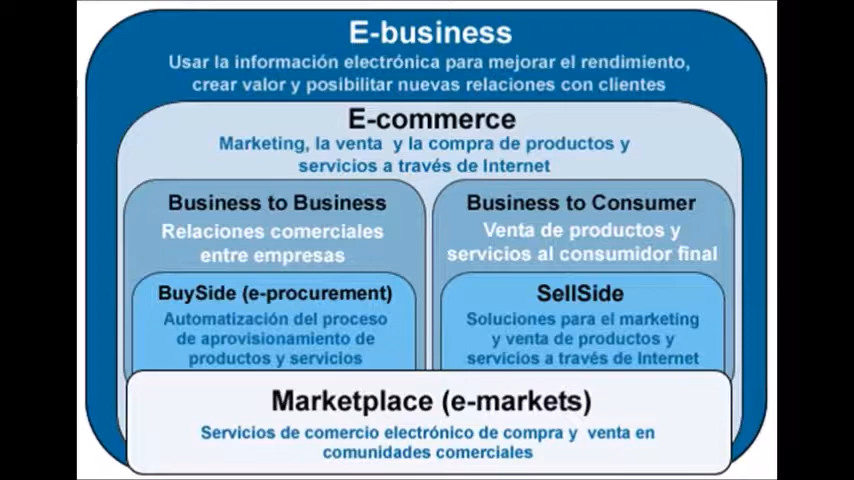 E-business
Usar la información electrónica para mejorar el rendimiento,
crear valor y posibilitar nuevas relaciones con clientes
E-commerce
Marketing, la venta y la compra de productos y
servicios a través de Internet
Business to Business
Relaciones comerciales
entre empresas
Business to Consumer
Venta de productos y
servicios al consumidor final
BuySide (e-procurement)
Automatización del proceso
de aprovisionamiento de
productos y servicios
SellSide
Soluciones para el marketing
y venta de productos y
servicios a través de Internet
Marketplace (e-markets)
Servicios de comercio electrónico de compra y venta en
comunidades comerciales